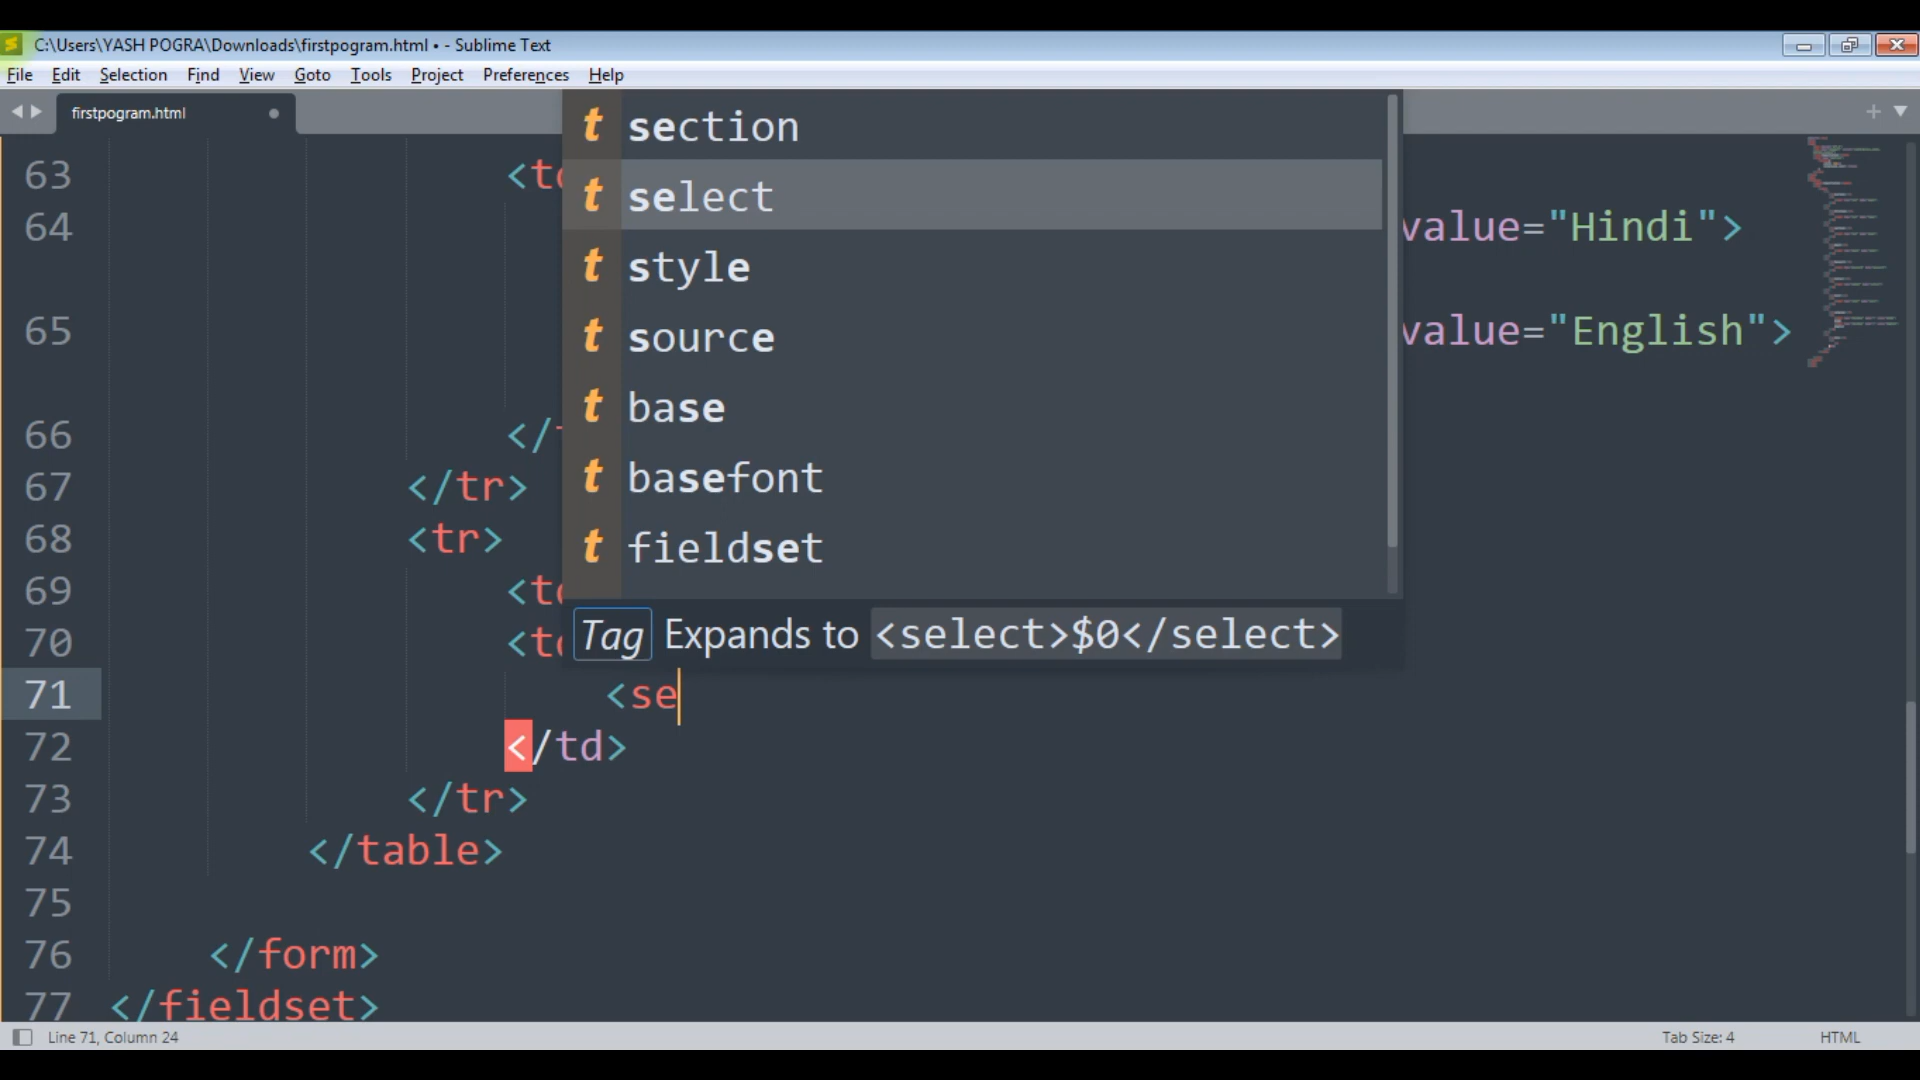 C:\Users\YASH POGRA\Downloads\firstpogram.html • - Sublime Text
File Edit Selection Find View Goto Tools Project Preferences Help
firstpogram.html
section
63 <td
select
64 value="Hindi">
style
65 value="English">
source
base
66 </t
basefont
67 </tr>
68 <tr>
fieldset
69 <td
Tag Expands to <select>$0</select>
70 <td
71 <se
72 </td>
73 </tr>
74 </table>
75
76 </form>
77 </fieldset>
Line 71, Column 24
Tab Size: 4
HTML